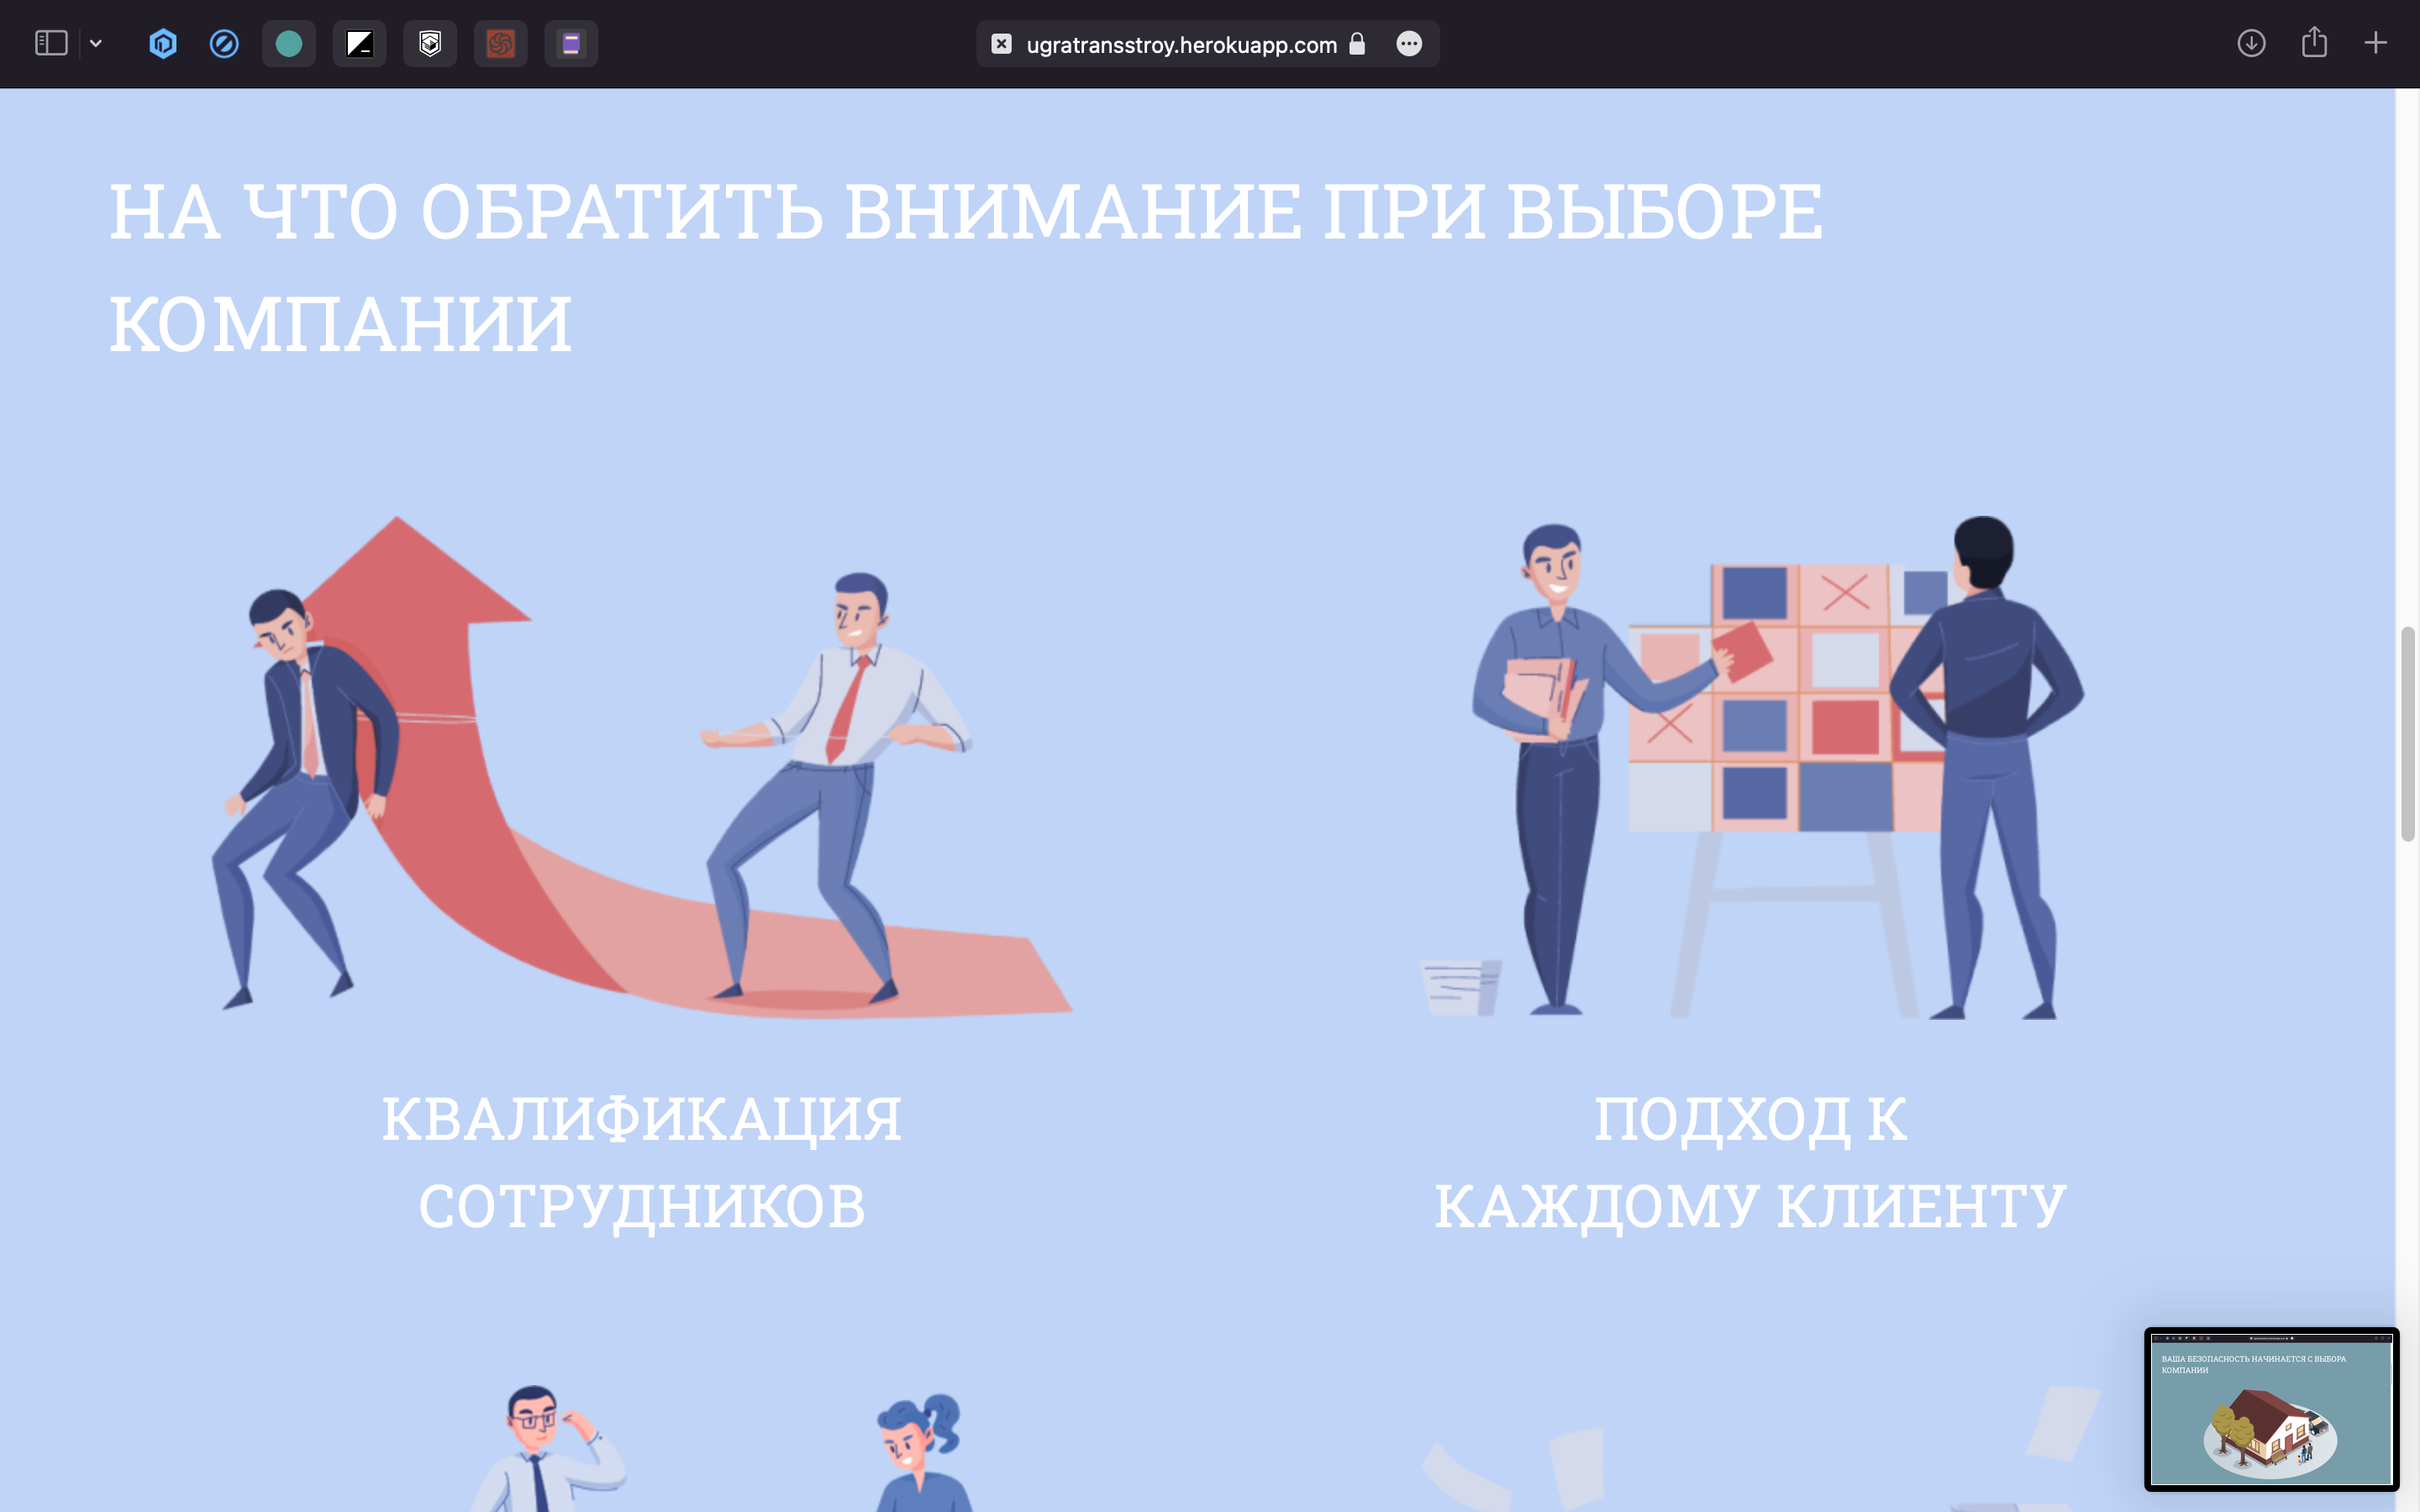 ugratransstroy.herokuapp.com
НА ЧТО ОБРАТИТЬ ВНИМАНИЕ ПРИ ВЫБОРЕ
КОМПАНИИ
КВАЛИФИКАЦИЯ
СОТРУДНИКОВ
ПОДХОД К
КАЖДОМУ КЛИЕНТУ
ВАША БЕЗОПАСНОСТЬ НАЧИНАЕТСЯ С ВЫБОРА
КОМПАНИИ